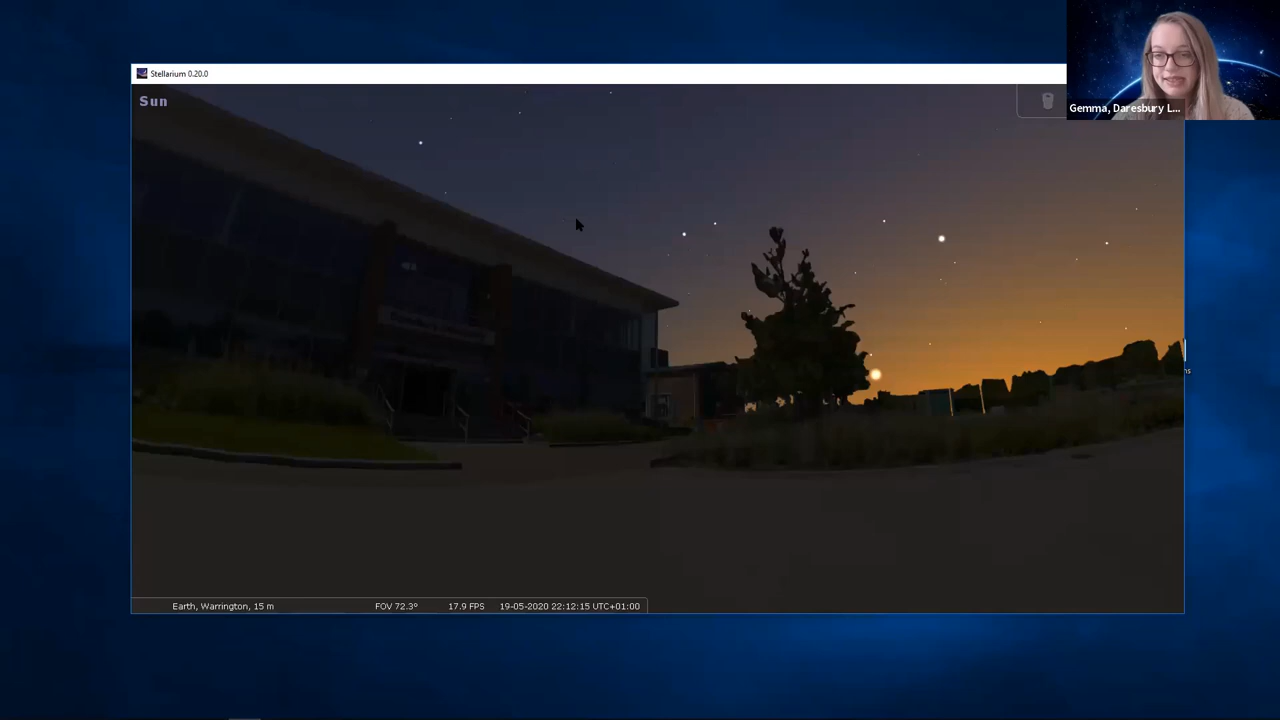 Stellarium 0.20.0
Sun
Gemma, Daresbury L...
Earth, Warrington, 15 m
FOV 72.3°
17.9 FPS
19-05-2020 22:12:15 UTC+01:00